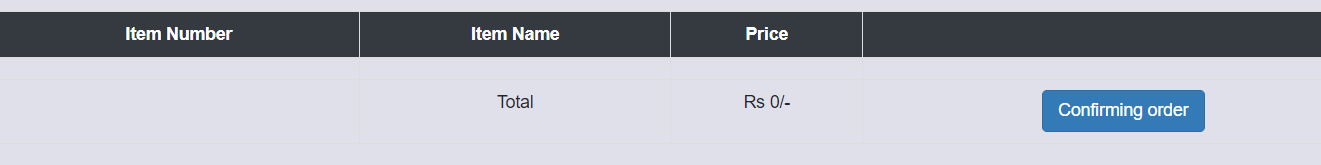 Item Number Item Name Price
Total Rs 0/- Confirming order